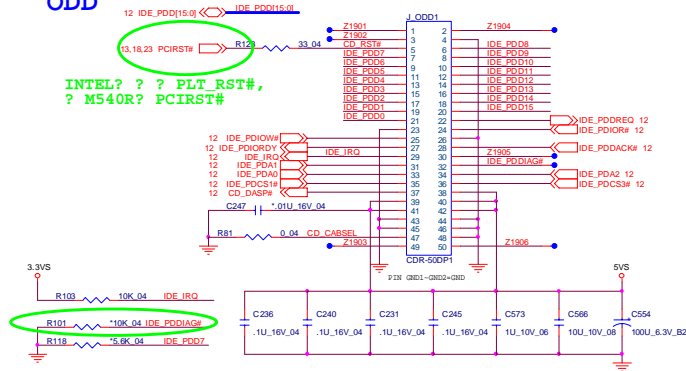 ODD
12 IDE_PDD[15:0] IDE_PDD[15:0]
J_ODD1
Z1901 1 2 Z1904
Z1902 3 4
13,18,23 PCIRST# R123 33_04 CD_RST# 5 6 IDE_PDD8
IDE_PDD7 7 8 IDE_PDD9
IDE_PDD6 9 10 IDE_PDD10
IDE_PDD5 11 12 IDE_PDD11
IDE_PDD4 13 14 IDE_PDD12
IDE_PDD3 15 16 IDE_PDD13
IDE_PDD2 17 18 IDE_PDD14
IDE_PDD1 19 20 IDE_PDD15
IDE_PDD0 21 22 IDE_PDDREQ 12
INTEL? ? ? PLT_RST#,
? M540R? PCIRST#
23 24 IDE_PDIOR# 12
12 IDE_PDIOW# 25 26
12 IDE_PDIORDY 27 28 IDE_PDDACK# 12
12 IDE_IRQ IDE_IRQ 29 30 Z1905
12 IDE_PDA1 31 32 IDE_PDDIAG#
12 IDE_PDA0 33 34 IDE_PDA2 12
12 IDE_PDCS1# 35 36 IDE_PDCS3# 12
12 CD_DASP# 37 38
39 40
C247 *.01U_16V_04 41 42
43 44
45 46
R81 0_04 CD_CABSEL 47 48
Z1903 49 50 Z1906
CDR-50DP1
PIN GND1~GND2=GND
3.3VS
5VS
R103 10K_04 IDE_IRQ
R101 *10K_04 IDE_PDDIAG#
R118 *5.6K_04 IDE_PDD7
C236 C240 C231 C245 C573 C566 C554
.1U_16V_04 .1U_16V_04 .1U_16V_04 .1U_16V_04 1U_10V_06 10U_10V_08 100U_6.3V_B2